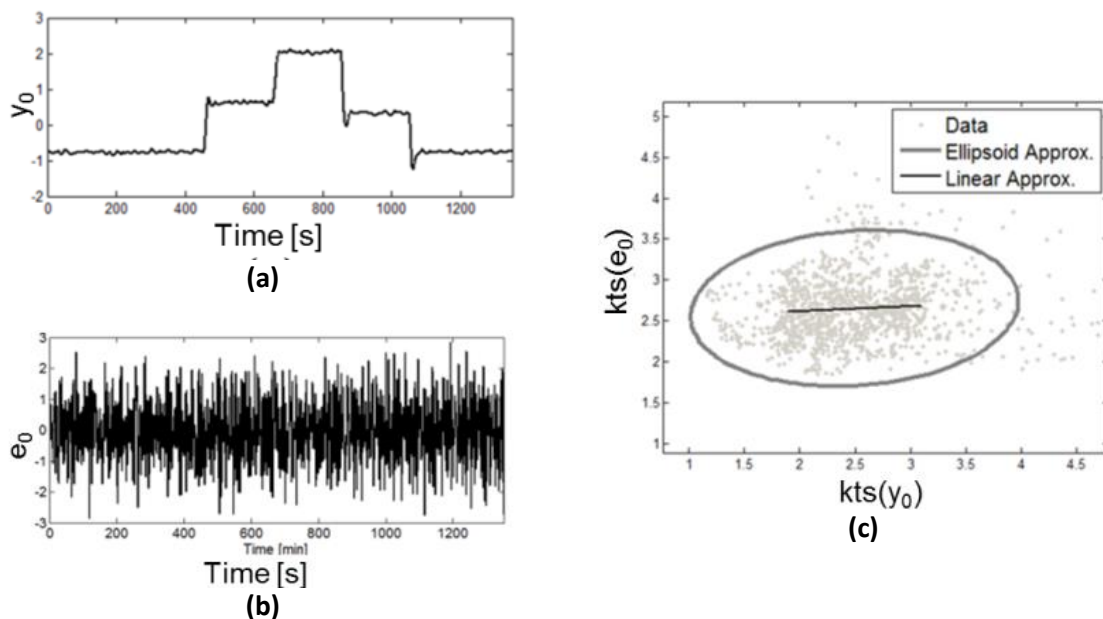 3
2
1
0
-1
-2
y₀
0 200 400 600 800 1000 1200
Time [s]
(a)
3
2
1
0
-1
-2
-3
e₀
0 200 400 600 800 1000 1200
Time [min]
Time [s]
(b)
Data
Ellipsoid Approx.
Linear Approx.
5
4.5
4
3.5
3
2.5
2
1.5
1
kts(e₀)
1 1.5 2 2.5 3 3.5 4 4.5
kts(y₀)
(c)